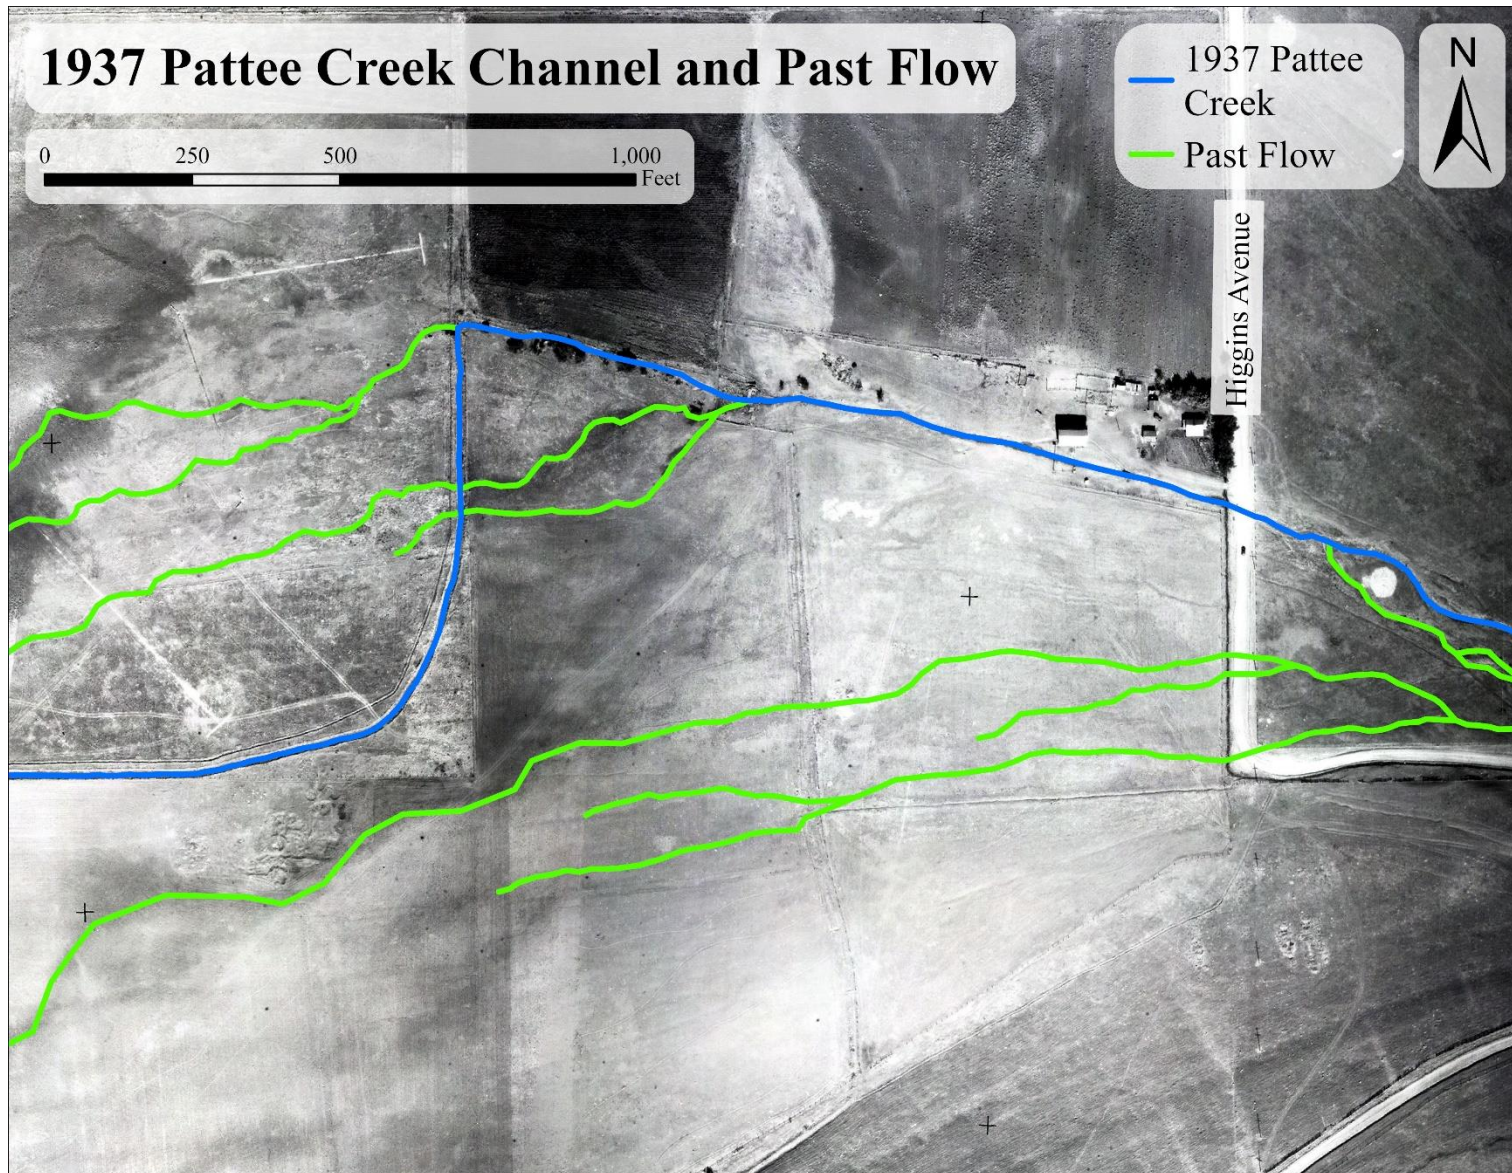 1937 Pattee Creek Channel and Past Flow
0 250 500 1,000
Feet
1937 Pattee
Creek
Past Flow
N
Higgins Avenue